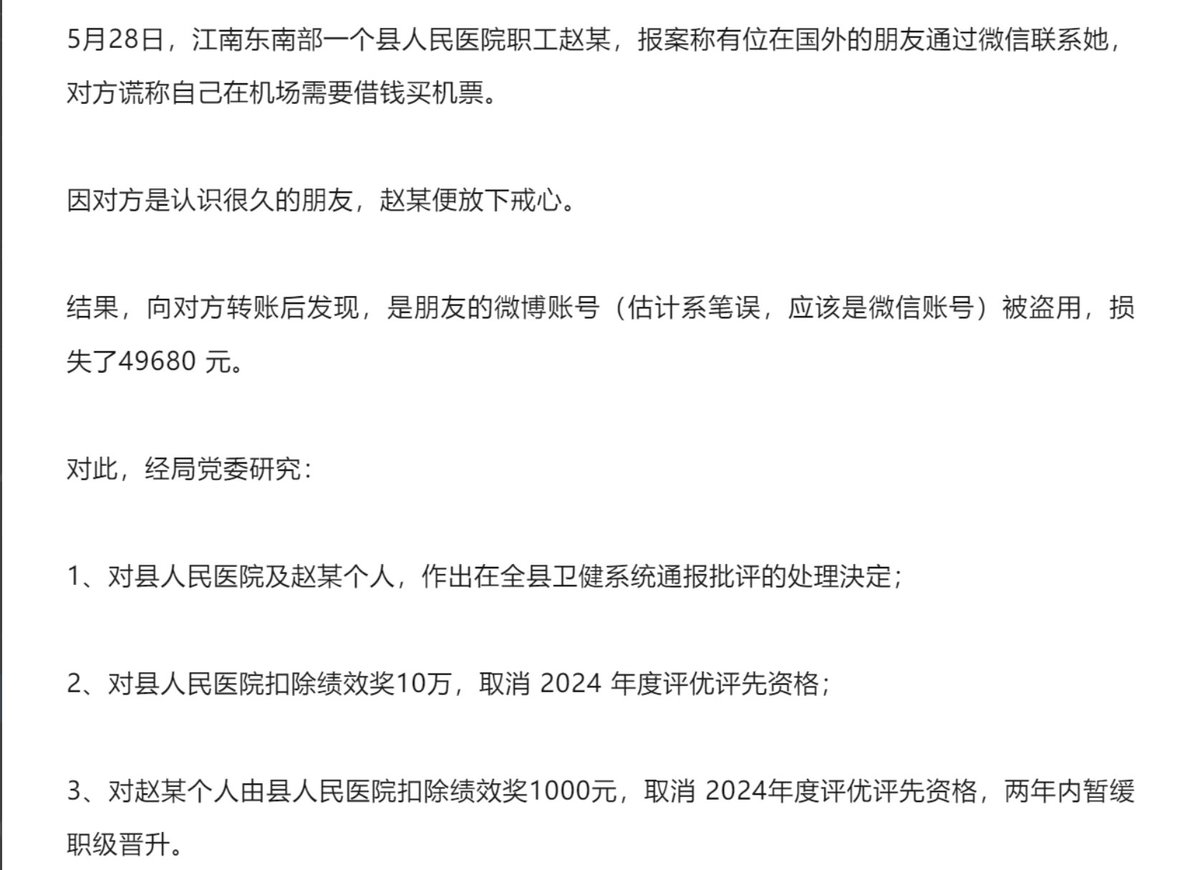 5月28日，江南东南部一个县人民医院职工赵某，报案称有位在国外的朋友通过微信联系她，
对方谎称自己在机场需要借钱买机票。
因对方是认识很久的朋友，赵某便放下戒心。
结果，向对方转账后发现，是朋友的微博账号（估计系笔误，应该是微信账号）被盗用，损
失了49680 元。
对此，经局党委研究：
1、对县人民医院及赵某个人，作出在全县卫健系统通报批评的处理决定；
2、对县人民医院扣除绩效奖10万，取消 2024 年度评优评先资格；
3、对赵某个人由县人民医院扣除绩效奖1000元，取消 2024年度评优评先资格，两年内暂缓
职级晋升。